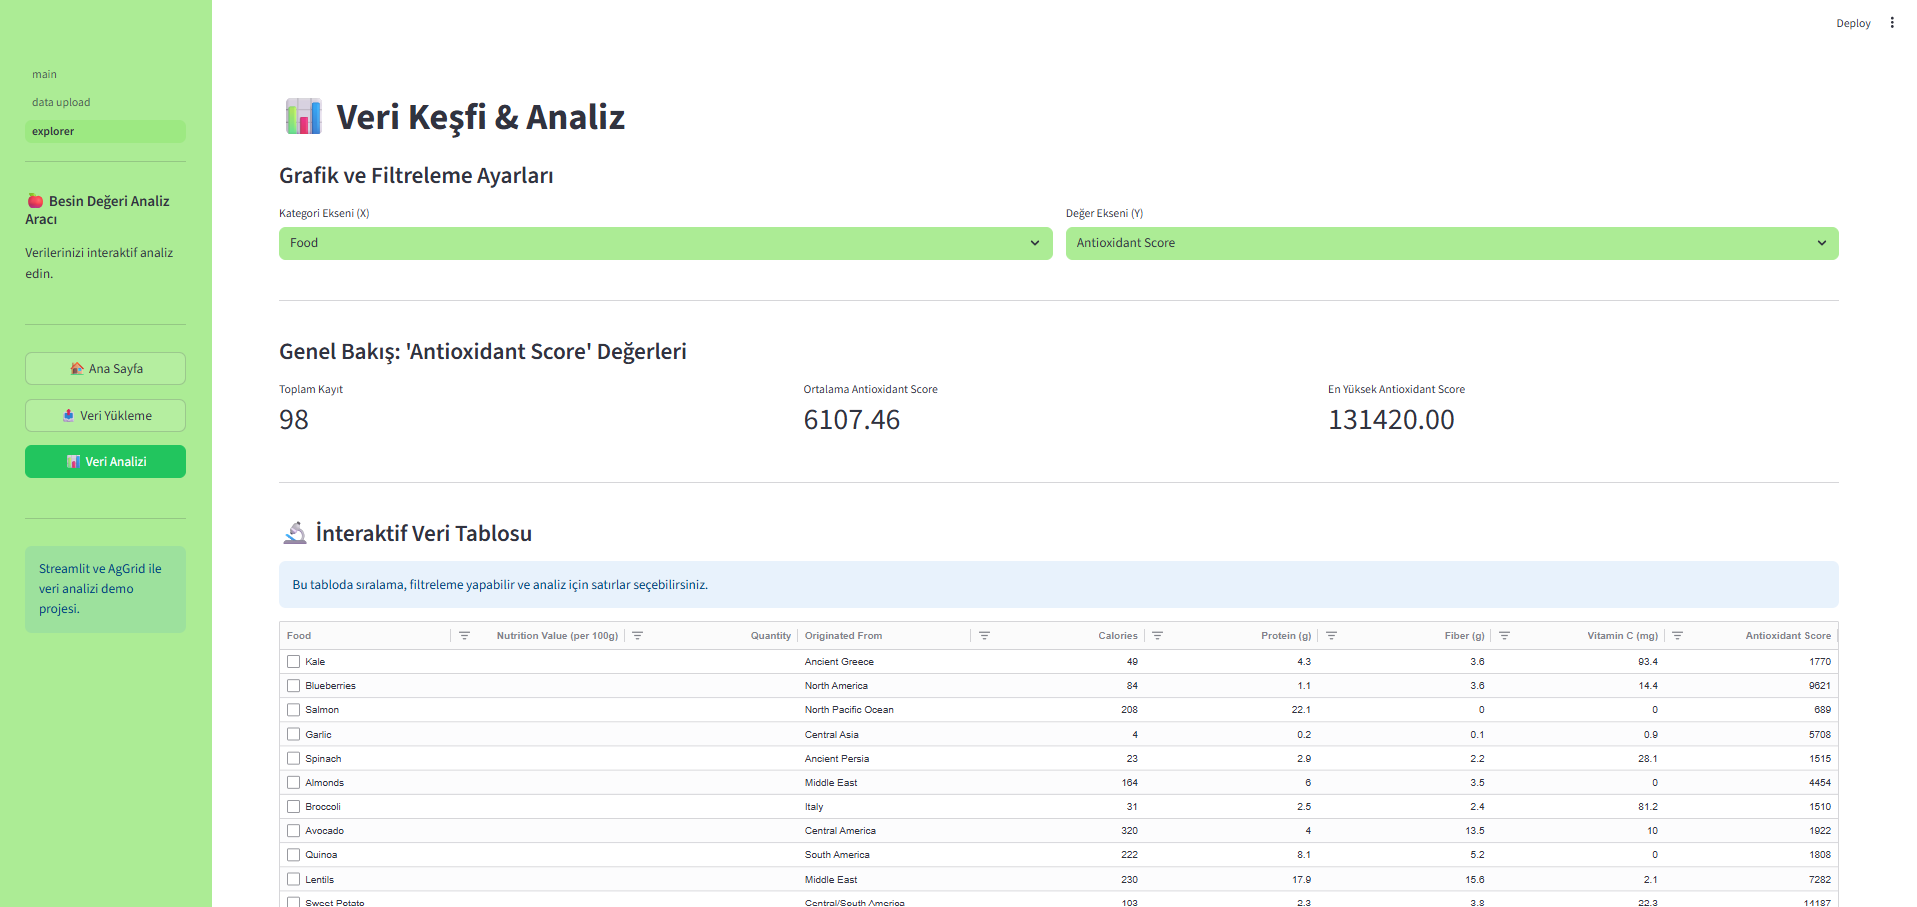 Deploy
main
data upload
explorer
Besin Değeri Analiz
Aracı
Verilerinizi interaktif analiz
edin.
Ana Sayfa
Veri Yükleme
Veri Analizi
Streamlit ve AgGrid ile
veri analizi demo
projesi.
Veri Keşfi & Analiz
Grafik ve Filtreleme Ayarları
Kategori Ekseni (X) Değer Ekseni (Y)
Food Antioxidant Score
Genel Bakış: 'Antioxidant Score' Değerleri
Toplam Kayıt Ortalama Antioxidant Score En Yüksek Antioxidant Score
98 6107.46 131420.00
İnteraktif Veri Tablosu
Bu tabloda sıralama, filtreleme yapabilir ve analiz için satırlar seçebilirsiniz.
Food Nutrition Value (per 100g) Quantity Originated From Calories Protein (g) Fiber (g) Vitamin C (mg) Antioxidant Score
Kale Ancient Greece 49 4.3 3.6 93.4 1770
Blueberries North America 84 1.1 3.6 14.4 9621
Salmon North Pacific Ocean 208 22.1 0 0 689
Garlic Central Asia 4 0.2 0.1 0.9 5708
Spinach Ancient Persia 23 2.9 2.2 28.1 1515
Almonds Middle East 164 6 3.5 0 4454
Broccoli Italy 31 2.5 2.4 81.2 1510
Avocado Central America 320 4 13.5 10 1922
Quinoa South America 222 8.1 5.2 0 1808
Lentils Middle East 230 17.9 15.6 2.1 7282
Sweet Potato Central/South America 103 2.3 3.8 22.3 14187